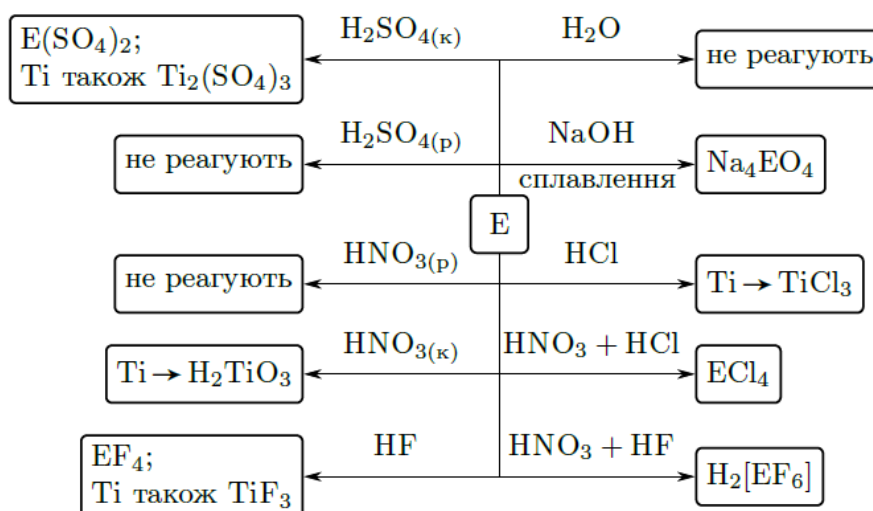 H₂SO₄₍к₎
H₂O
E(SO₄)₂;
Ti також Ti₂(SO₄)₃
не реагують
H₂SO₄₍р₎
NaOH
не реагують
сплавлення
Na₄EO₄
E
HNO₃₍р₎
HCl
не реагують
Ti → TiCl₃
HNO₃₍к₎
HNO₃ + HCl
Ti → H₂TiO₃
ECl₄
HF
HNO₃ + HF
EF₄;
Ti також TiF₃
H₂[EF₆]